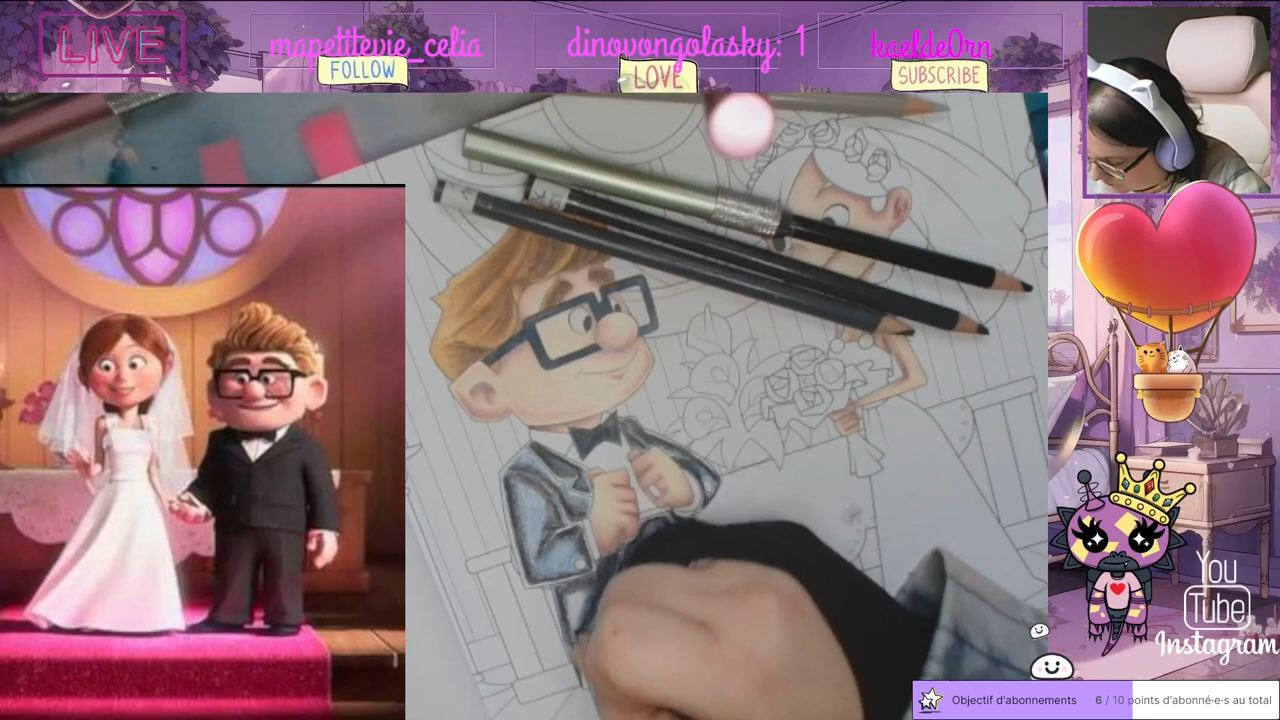 LIVE
mapetitevie_celia
FOLLOW
dinovongolasky: 1
LOVE
kaelde0rn
SUBSCRIBE
You
Tube
Instagram
Objectif d'abonnements 6 / 10 points d'abonné·e·s au total